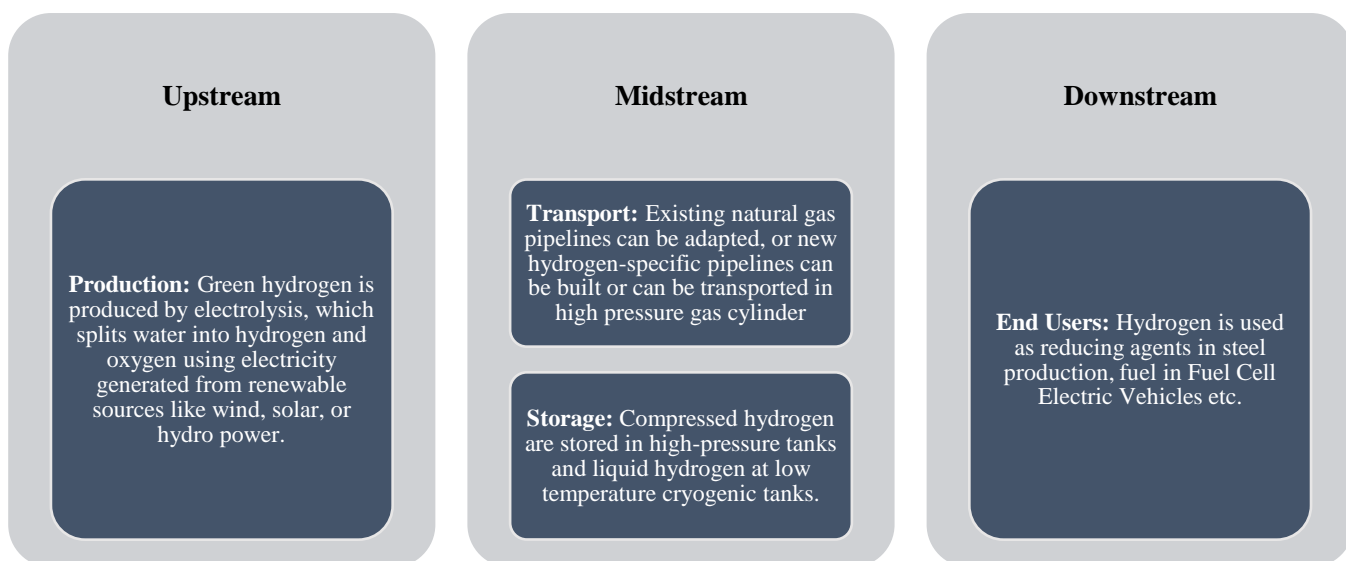 Upstream
Production: Green hydrogen is
produced by electrolysis, which
splits water into hydrogen and
oxygen using electricity
generated from renewable
sources like wind, solar, or
hydro power.
Midstream
Transport: Existing natural gas
pipelines can be adapted, or new
hydrogen-specific pipelines can
be built or can be transported in
high pressure gas cylinder
Storage: Compressed hydrogen
are stored in high-pressure tanks
and liquid hydrogen at low
temperature cryogenic tanks.
Downstream
End Users: Hydrogen is used
as reducing agents in steel
production, fuel in Fuel Cell
Electric Vehicles etc.